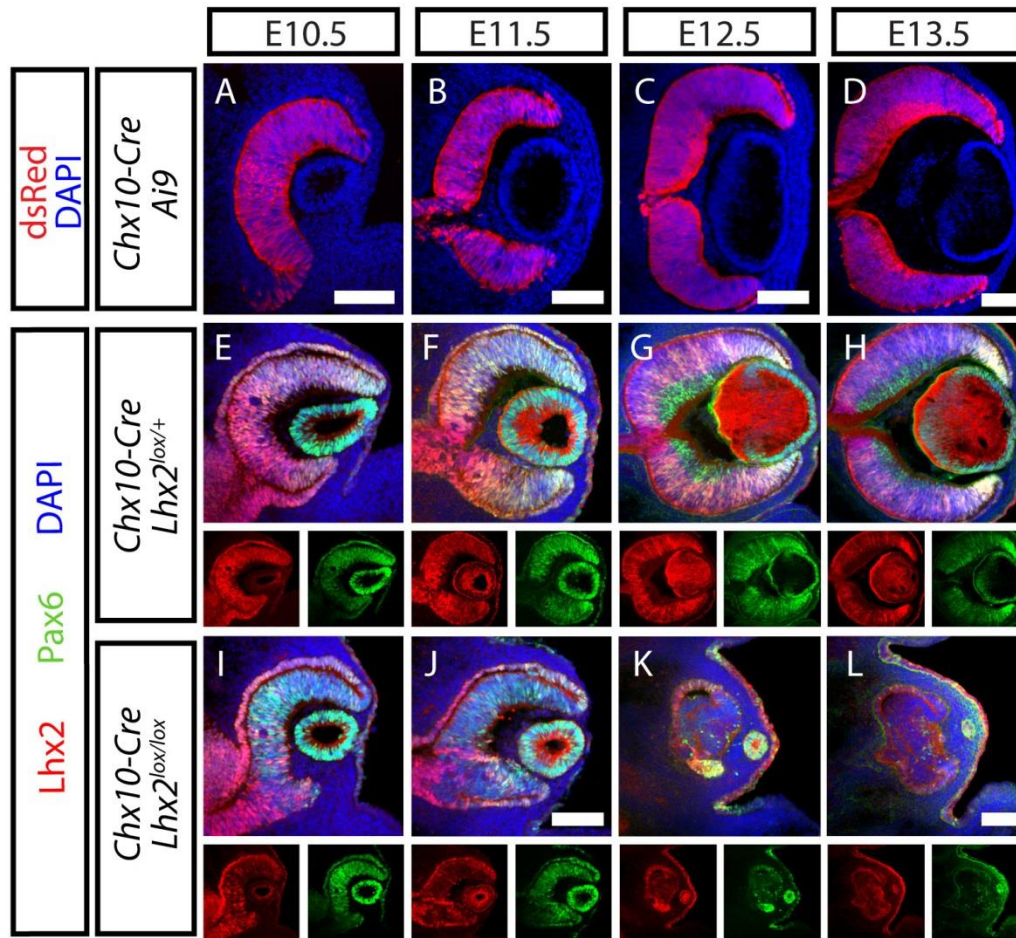 E10.5
E11.5
E12.5
E13.5
dsRed
DAPI
Chx10-Cre
Ai9
A
B
C
D
Lhx2 Pax6 DAPI
Chx10-Cre
Lhx2lox/+
E
F
G
H
Chx10-Cre
Lhx2lox/lox
I
J
K
L